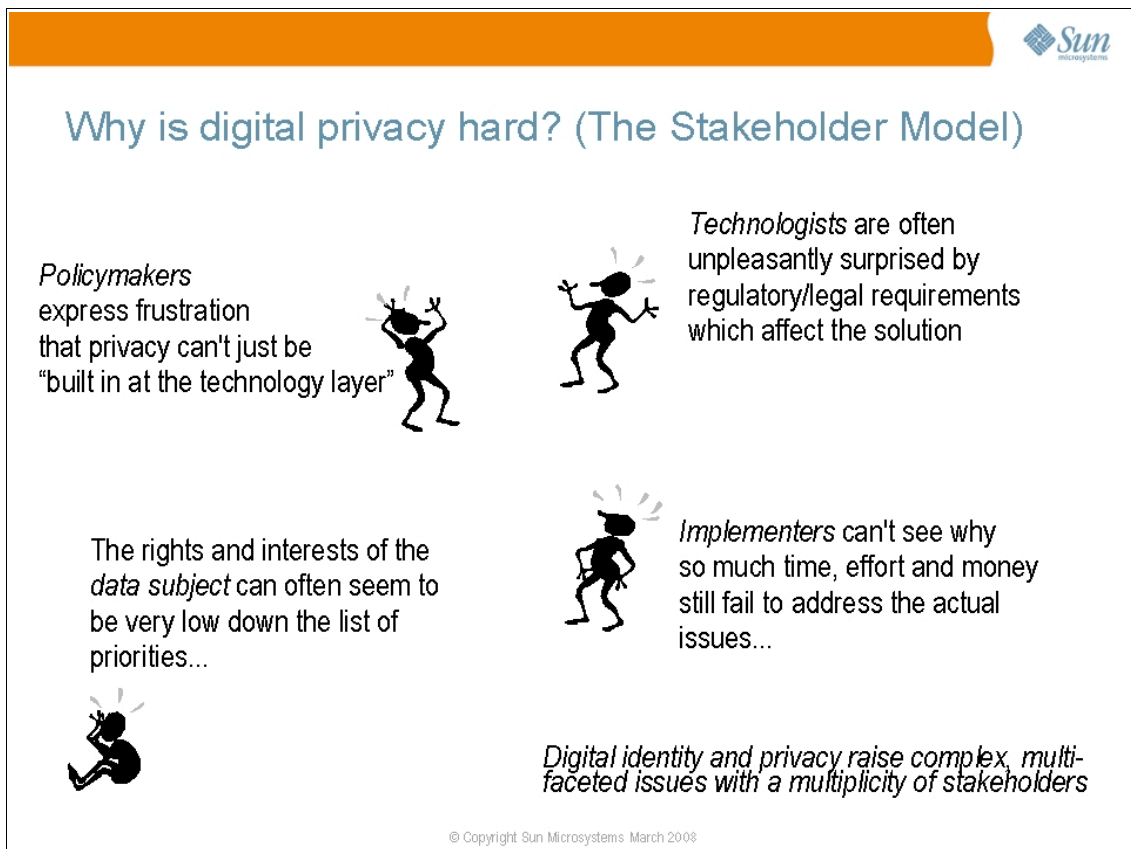 Sun
microsystems
Why is digital privacy hard? (The Stakeholder Model)
Policymakers
express frustration
that privacy can't just be
“built in at the technology layer”
Technologists are often
unpleasantly surprised by
regulatory/legal requirements
which affect the solution
The rights and interests of the
data subject can often seem to
be very low down the list of
priorities...
Implementers can't see why
so much time, effort and money
still fail to address the actual
issues...
Digital identity and privacy raise complex, multi-
faceted issues with a multiplicity of stakeholders
© Copyright Sun Microsystems March 2008